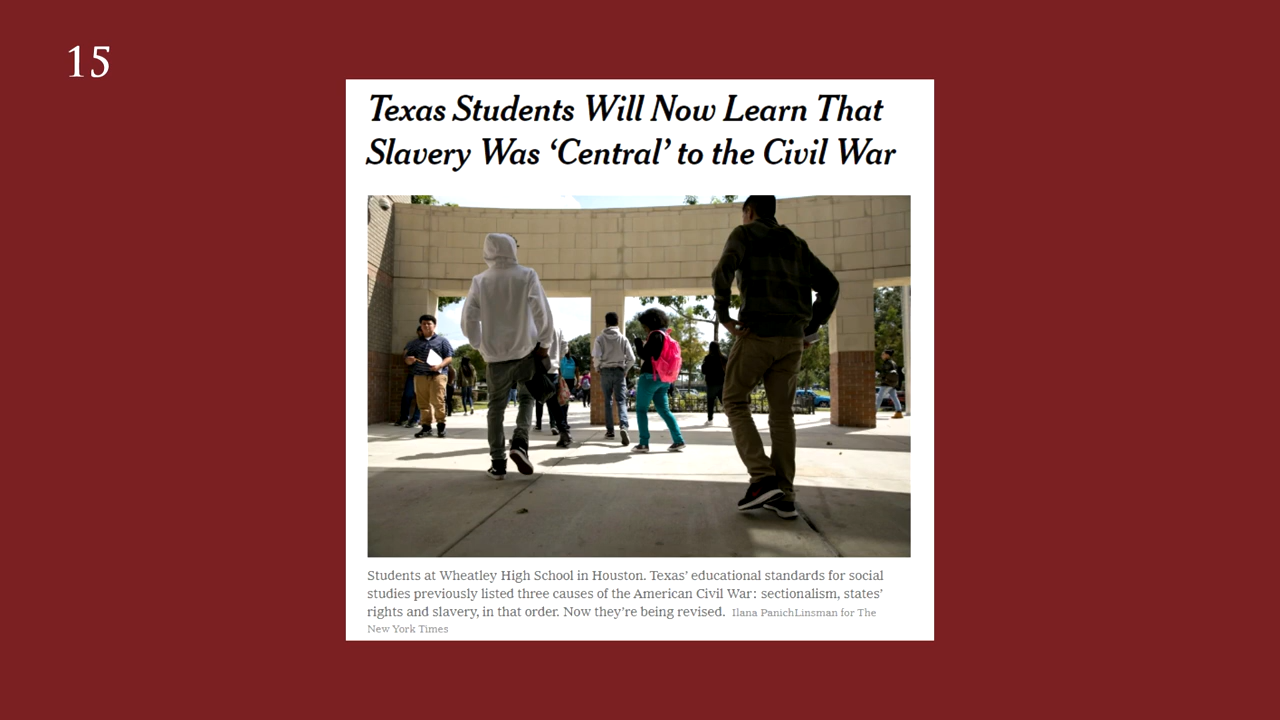 15
Texas Students Will Now Learn That
Slavery Was ‘Central’ to the Civil War
Students at Wheatley High School in Houston. Texas’ educational standards for social
studies previously listed three causes of the American Civil War: sectionalism, states’
rights and slavery, in that order. Now they’re being revised. Ilana PanichLinsman for The
New York Times